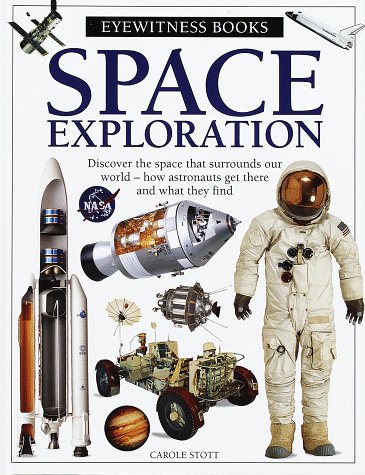 EYEWITNESS BOOKS
SPACE
EXPLORATION
Discover the space that surrounds our
world – how astronauts get there
and what they find
NASA
CAROLE STOTT